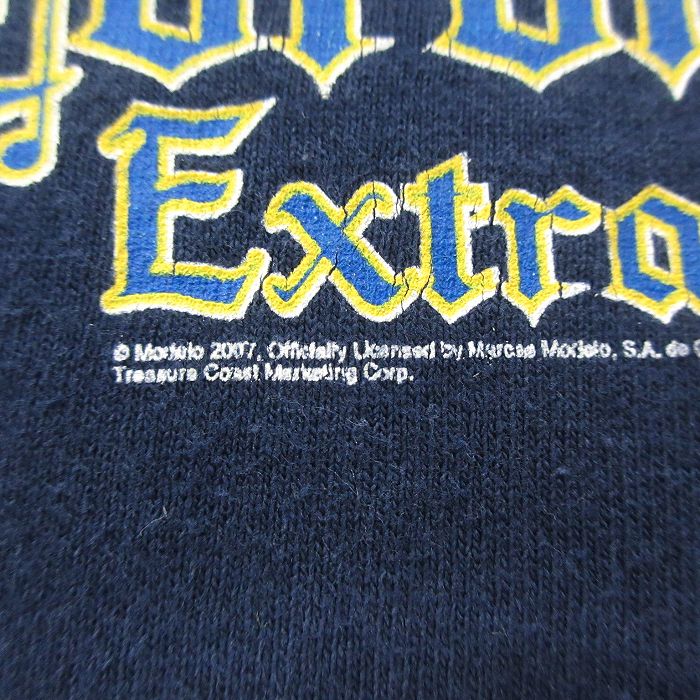 Extra
© Modelo 2007. Officially Licensed by Marcas Modelo, S.A. de
Treasure Coast Marketing Corp.